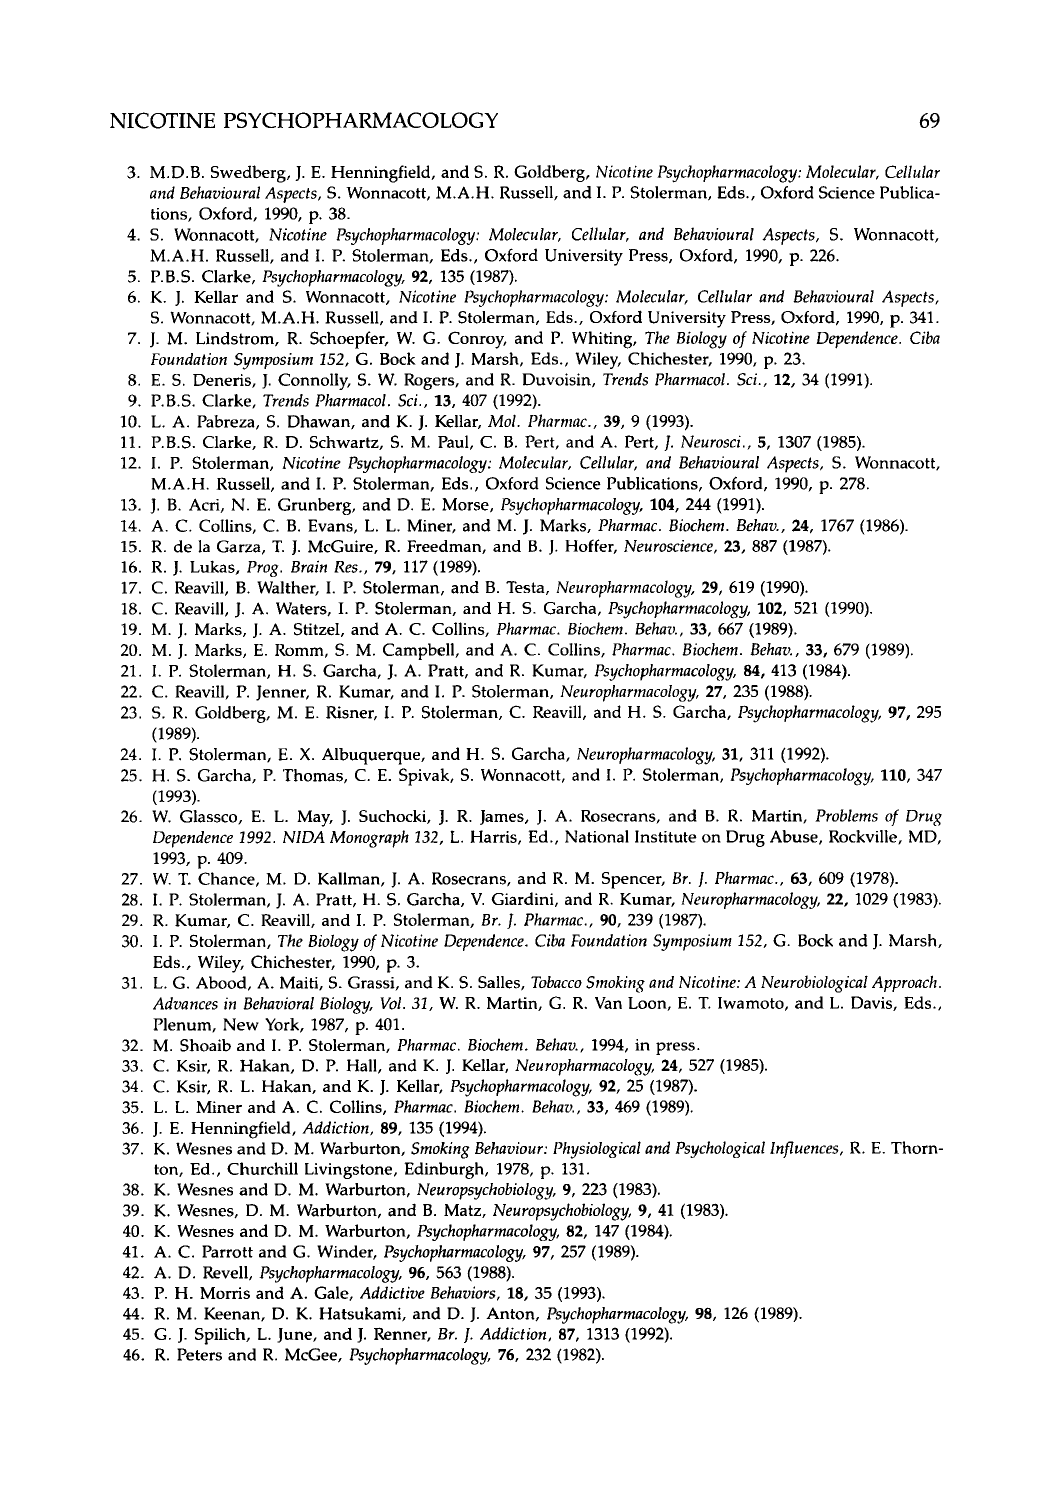 NICOTINE PSYCHOPHARMACOLOGY 69
3. M.D.B. Swedberg, J. E. Henningfield, and S. R. Goldberg, Nicotine Psychopharmacology: Molecular, Cellular
and Behavioural Aspects, S. Wonnacott, M.A.H. Russell, and I. P. Stolerman, Eds., Oxford Science Publica-
tions, Oxford, 1990, p. 38.
4. S. Wonnacott, Nicotine Psychopharmacology: Molecular, Cellular, and Behavioural Aspects, S. Wonnacott,
M.A.H. Russell, and I. P. Stolerman, Eds., Oxford University Press, Oxford, 1990, p. 226.
5. P.B.S. Clarke, Psychopharmacology, 92, 135 (1987).
6. K. J. Kellar and S. Wonnacott, Nicotine Psychopharmacology: Molecular, Cellular and Behavioural Aspects,
S. Wonnacott, M.A.H. Russell, and I. P. Stolerman, Eds., Oxford University Press, Oxford, 1990, p. 341.
7. J. M. Lindstrom, R. Schoepfer, W. G. Conroy, and P. Whiting, The Biology of Nicotine Dependence. Ciba
Foundation Symposium 152, G. Bock and J. Marsh, Eds., Wiley, Chichester, 1990, p. 23.
8. E. S. Deneris, J. Connolly, S. W. Rogers, and R. Duvoisin, Trends Pharmacol. Sci., 12, 34 (1991).
9. P.B.S. Clarke, Trends Pharmacol. Sci., 13, 407 (1992).
10. L. A. Pabreza, S. Dhawan, and K. J. Kellar, Mol. Pharmac., 39, 9 (1993).
11. P.B.S. Clarke, R. D. Schwartz, S. M. Paul, C. B. Pert, and A. Pert, J. Neurosci., 5, 1307 (1985).
12. I. P. Stolerman, Nicotine Psychopharmacology: Molecular, Cellular, and Behavioural Aspects, S. Wonnacott,
M.A.H. Russell, and I. P. Stolerman, Eds., Oxford Science Publications, Oxford, 1990, p. 278.
13. J. B. Acri, N. E. Grunberg, and D. E. Morse, Psychopharmacology, 104, 244 (1991).
14. A. C. Collins, C. B. Evans, L. L. Miner, and M. J. Marks, Pharmac. Biochem. Behav., 24, 1767 (1986).
15. R. de la Garza, T. J. McGuire, R. Freedman, and B. J. Hoffer, Neuroscience, 23, 887 (1987).
16. R. J. Lukas, Prog. Brain Res., 79, 117 (1989).
17. C. Reavill, B. Walther, I. P. Stolerman, and B. Testa, Neuropharmacology, 29, 619 (1990).
18. C. Reavill, J. A. Waters, I. P. Stolerman, and H. S. Garcha, Psychopharmacology, 102, 521 (1990).
19. M. J. Marks, J. A. Stitzel, and A. C. Collins, Pharmac. Biochem. Behav., 33, 667 (1989).
20. M. J. Marks, E. Romm, S. M. Campbell, and A. C. Collins, Pharmac. Biochem. Behav., 33, 679 (1989).
21. I. P. Stolerman, H. S. Garcha, J. A. Pratt, and R. Kumar, Psychopharmacology, 84, 413 (1984).
22. C. Reavill, P. Jenner, R. Kumar, and I. P. Stolerman, Neuropharmacology, 27, 235 (1988).
23. S. R. Goldberg, M. E. Risner, I. P. Stolerman, C. Reavill, and H. S. Garcha, Psychopharmacology, 97, 295
(1989).
24. I. P. Stolerman, E. X. Albuquerque, and H. S. Garcha, Neuropharmacology, 31, 311 (1992).
25. H. S. Garcha, P. Thomas, C. E. Spivak, S. Wonnacott, and I. P. Stolerman, Psychopharmacology, 110, 347
(1993).
26. W. Glassco, E. L. May, J. Suchocki, J. R. James, J. A. Rosecrans, and B. R. Martin, Problems of Drug
Dependence 1992. NIDA Monograph 132, L. Harris, Ed., National Institute on Drug Abuse, Rockville, MD,
1993, p. 409.
27. W. T. Chance, M. D. Kallman, J. A. Rosecrans, and R. M. Spencer, Br. J. Pharmac., 63, 609 (1978).
28. I. P. Stolerman, J. A. Pratt, H. S. Garcha, V. Giardini, and R. Kumar, Neuropharmacology, 22, 1029 (1983).
29. R. Kumar, C. Reavill, and I. P. Stolerman, Br. J. Pharmac., 90, 239 (1987).
30. I. P. Stolerman, The Biology of Nicotine Dependence. Ciba Foundation Symposium 152, G. Bock and J. Marsh,
Eds., Wiley, Chichester, 1990, p. 3.
31. L. G. Abood, A. Maiti, S. Grassi, and K. S. Salles, Tobacco Smoking and Nicotine: A Neurobiological Approach.
Advances in Behavioral Biology, Vol. 31, W. R. Martin, G. R. Van Loon, E. T. Iwamoto, and L. Davis, Eds.,
Plenum, New York, 1987, p. 401.
32. M. Shoaib and I. P. Stolerman, Pharmac. Biochem. Behav., 1994, in press.
33. C. Ksir, R. Hakan, D. P. Hall, and K. J. Kellar, Neuropharmacology, 24, 527 (1985).
34. C. Ksir, R. L. Hakan, and K. J. Kellar, Psychopharmacology, 92, 25 (1987).
35. L. L. Miner and A. C. Collins, Pharmac. Biochem. Behav., 33, 469 (1989).
36. J. E. Henningfield, Addiction, 89, 135 (1994).
37. K. Wesnes and D. M. Warburton, Smoking Behaviour: Physiological and Psychological Influences, R. E. Thorn-
ton, Ed., Churchill Livingstone, Edinburgh, 1978, p. 131.
38. K. Wesnes and D. M. Warburton, Neuropsychobiology, 9, 223 (1983).
39. K. Wesnes, D. M. Warburton, and B. Matz, Neuropsychobiology, 9, 41 (1983).
40. K. Wesnes and D. M. Warburton, Psychopharmacology, 82, 147 (1984).
41. A. C. Parrott and G. Winder, Psychopharmacology, 97, 257 (1989).
42. A. D. Revell, Psychopharmacology, 96, 563 (1988).
43. P. H. Morris and A. Gale, Addictive Behaviors, 18, 35 (1993).
44. R. M. Keenan, D. K. Hatsukami, and D. J. Anton, Psychopharmacology, 98, 126 (1989).
45. G. J. Spilich, L. June, and J. Renner, Br. J. Addiction, 87, 1313 (1992).
46. R. Peters and R. McGee, Psychopharmacology, 76, 232 (1982).